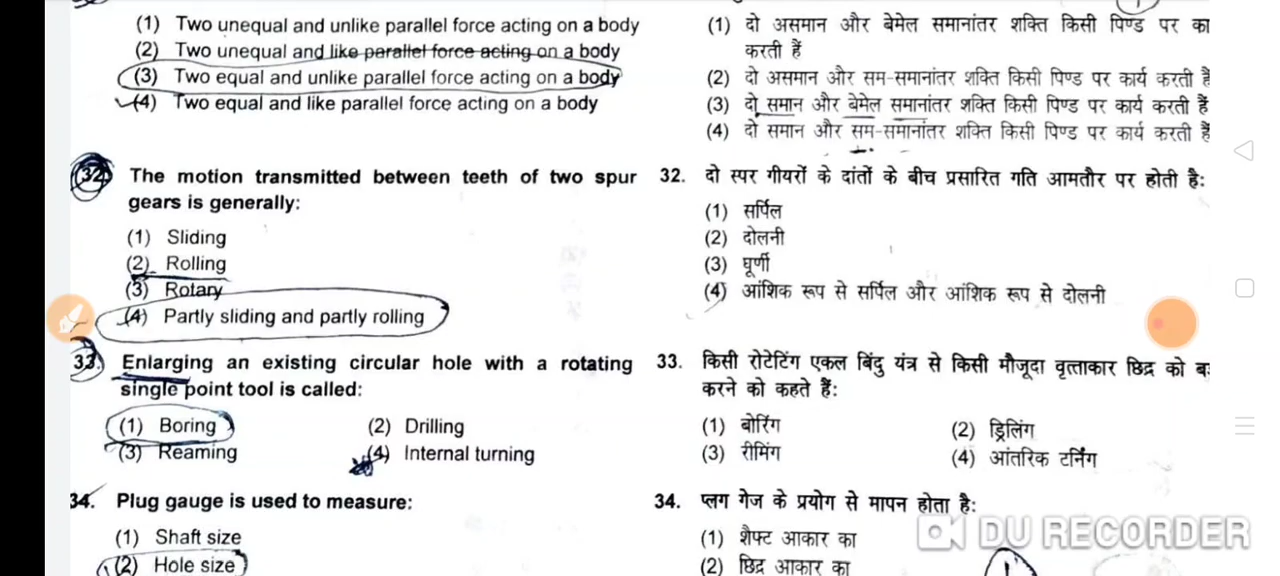 (1) Two unequal and unlike parallel force acting on a body
(2) Two unequal and like parallel force acting on a body
(3) Two equal and unlike parallel force acting on a body
(4) Two equal and like parallel force acting on a body
32. The motion transmitted between teeth of two spur
gears is generally:
(1) Sliding
(2) Rolling
(3) Rotary
(4) Partly sliding and partly rolling
33. Enlarging an existing circular hole with a rotating
single point tool is called:
(1) Boring (2) Drilling
(3) Reaming (4) Internal turning
34. Plug gauge is used to measure:
(1) Shaft size
(2) Hole size
(1) दो असमान और बेमेल समानांतर शक्ति किसी पिण्ड पर का
करती हैं
(2) दो असमान और सम-समानांतर शक्ति किसी पिण्ड पर कार्य करती हैं
(3) दो समान और बेमेल समानांतर शक्ति किसी पिण्ड पर कार्य करती हैं
(4) दो समान और सम-समानांतर शक्ति किसी पिण्ड पर कार्य करती हैं
32. दो स्पर गीयरों के दांतों के बीच प्रसारित गति आमतौर पर होती है:
(1) सर्पिल
(2) दोलनी
(3) घूर्णी
(4) आंशिक रूप से सर्पिल और आंशिक रूप से दोलनी
33. किसी रोटेटिंग एकल बिंदु यंत्र से किसी मौजूदा वृत्ताकार छिद्र को
करने को कहते हैं:
(1) बोरिंग (2) ड्रिलिंग
(3) रीमिंग (4) आंतरिक टर्निंग
34. प्लग गेज के प्रयोग से मापन होता है:
(1) शैफ्ट आकार का
(2) छिद्र आकार का
DU RECORDER